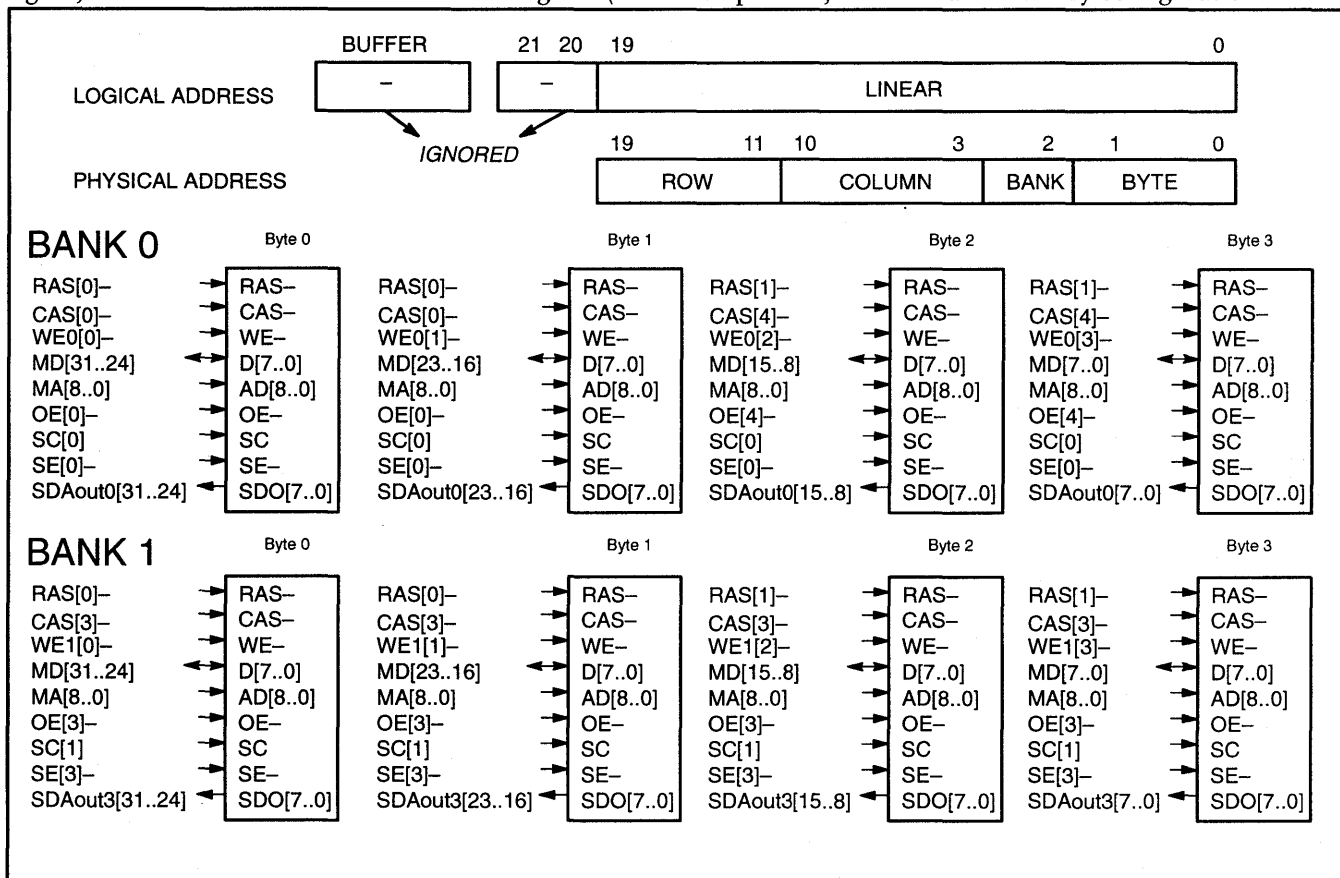 BUFFER 21 20 19 0
LOGICAL ADDRESS – – LINEAR
IGNORED
19 11 10 3 2 1 0
PHYSICAL ADDRESS ROW COLUMN BANK BYTE
BANK 0 Byte 0 Byte 1 Byte 2 Byte 3
RAS[0]– RAS– RAS[0]– RAS– RAS[1]– RAS– RAS[1]– RAS–
CAS[0]– CAS– CAS[0]– CAS– CAS[4]– CAS– CAS[4]– CAS–
WE0[0]– WE– WE0[1]– WE– WE0[2]– WE– WE0[3]– WE–
MD[31..24] D[7..0] MD[23..16] D[7..0] MD[15..8] D[7..0] MD[7..0] D[7..0]
MA[8..0] AD[8..0] MA[8..0] AD[8..0] MA[8..0] AD[8..0] MA[8..0] AD[8..0]
OE[0]– OE– OE[0]– OE– OE[4]– OE– OE[4]– OE–
SC[0] SC SC[0] SC SC[0] SC SC[0] SC
SE[0]– SE– SE[0]– SE– SE[0]– SE– SE[0]– SE–
SDAout0[31..24] SDO[7..0] SDAout0[23..16] SDO[7..0] SDAout0[15..8] SDO[7..0] SDAout0[7..0] SDO[7..0]
BANK 1 Byte 0 Byte 1 Byte 2 Byte 3
RAS[0]– RAS– RAS[0]– RAS– RAS[1]– RAS– RAS[1]– RAS–
CAS[3]– CAS– CAS[3]– CAS– CAS[3]– CAS– CAS[3]– CAS–
WE1[0]– WE– WE1[1]– WE– WE1[2]– WE– WE1[3]– WE–
MD[31..24] D[7..0] MD[23..16] D[7..0] MD[15..8] D[7..0] MD[7..0] D[7..0]
MA[8..0] AD[8..0] MA[8..0] AD[8..0] MA[8..0] AD[8..0] MA[8..0] AD[8..0]
OE[3]– OE– OE[3]– OE– OE[3]– OE– OE[3]– OE–
SC[1] SC SC[1] SC SC[1] SC SC[1] SC
SE[3]– SE– SE[3]– SE– SE[3]– SE– SE[3]– SE–
SDAout3[31..24] SDO[7..0] SDAout3[23..16] SDO[7..0] SDAout3[15..8] SDO[7..0] SDAout3[7..0] SDO[7..0]